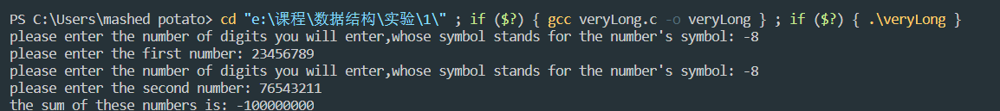 PS C:\Users\mashed potato> cd "e:\课程\数据结构\实验\1\" ; if ($?) { gcc veryLong.c -o veryLong } ; if ($?) { .\veryLong }
please enter the number of digits you will enter,whose symbol stands for the number's symbol: -8
please enter the first number: 23456789
please enter the number of digits you will enter,whose symbol stands for the number's symbol: -8
please enter the second number: 76543211
the sum of these numbers is: -100000000